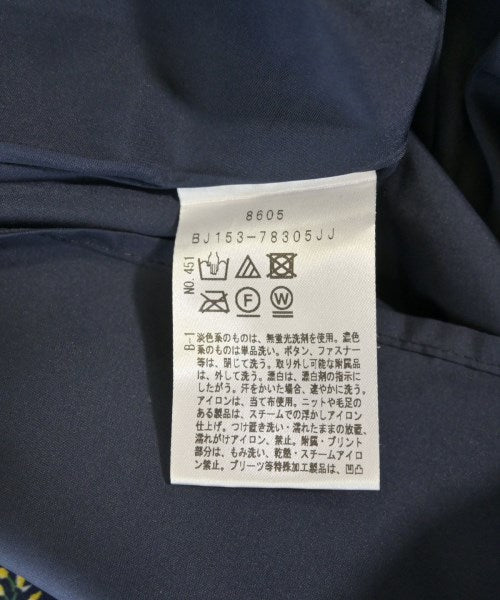 8605
BJ153-78305JJ
NO.451
F
W
B-1
淡色系のものは、無蛍光洗剤を使用。濃色
系のものは単品洗い。ボタン、ファスナー
等は、閉じて洗う。取り外し可能な附属品
は、外して洗う。漂白は、漂白剤の指示に
したがう。汗をかいた場合、速やかに洗う。
アイロンは、当て布使用。ニットや毛足の
ある製品は、スチームでの浮かしアイロン
仕上げ。つけ置き洗い・濡れたままの放置、
濡れがけアイロン、禁止。附属・プリント
部分は、もみ洗い、乾熱・スチームアイロ
ン禁止。プリーツ等特殊加工製品は、凹凸